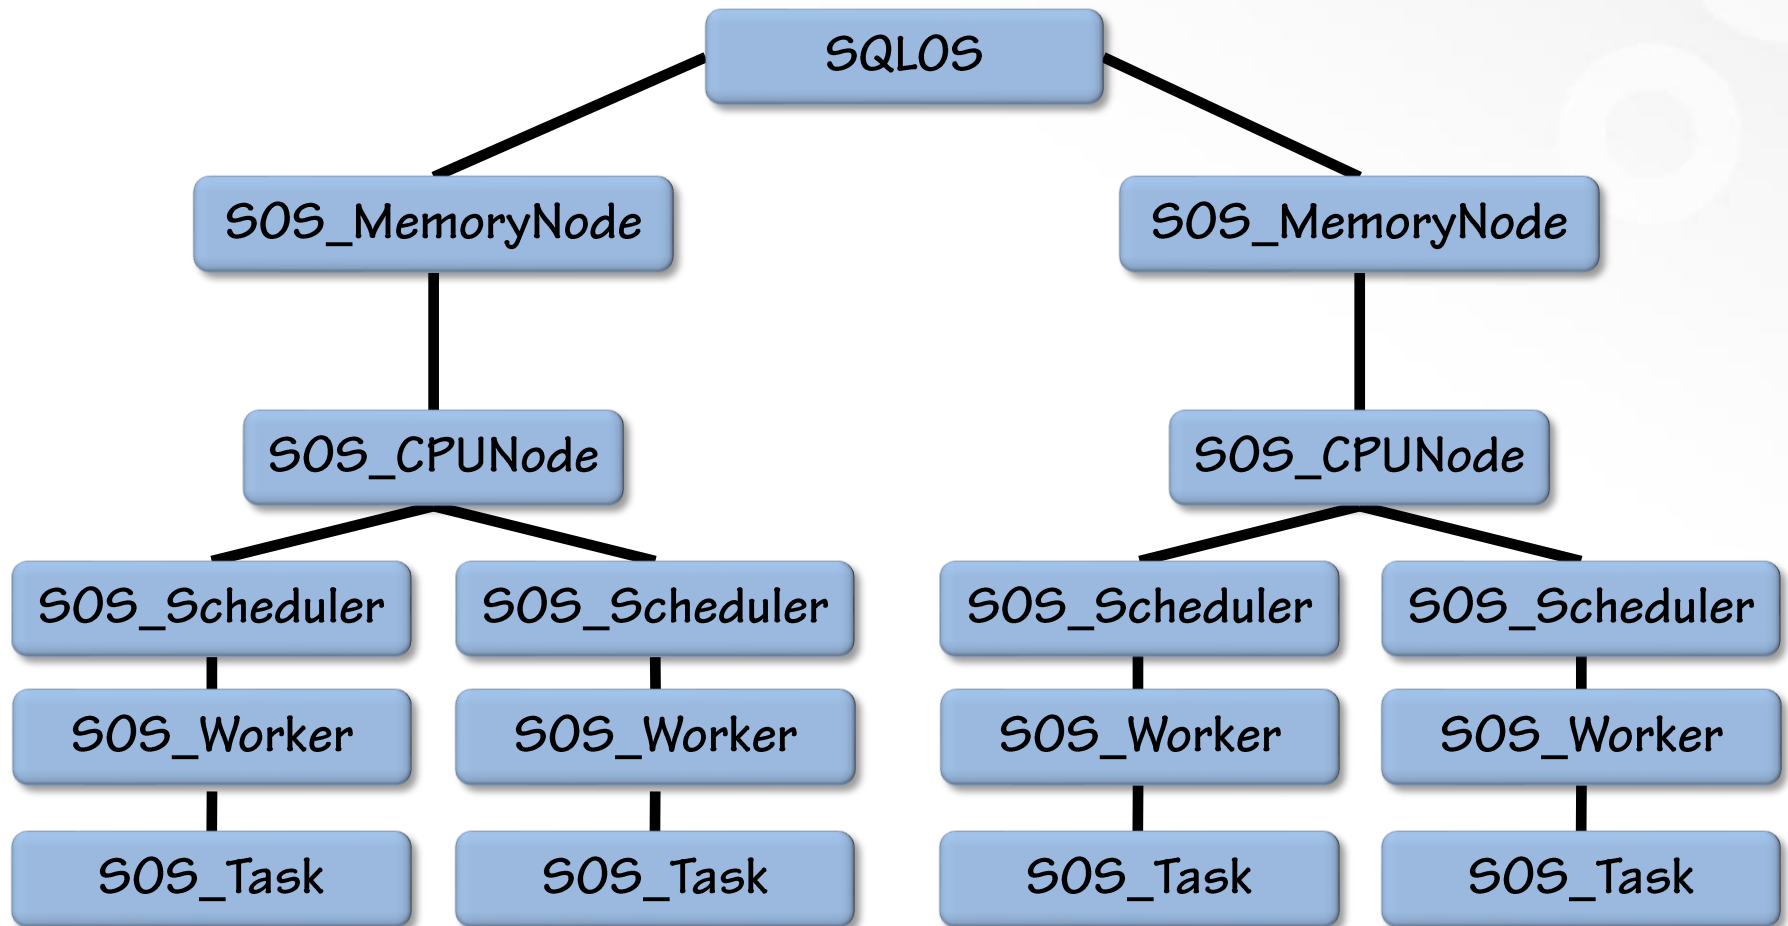 SQLOS
SOS_MemoryNode
SOS_MemoryNode
SOS_CPUNode
SOS_CPUNode
SOS_Scheduler
SOS_Scheduler
SOS_Scheduler
SOS_Scheduler
SOS_Worker
SOS_Worker
SOS_Worker
SOS_Worker
SOS_Task
SOS_Task
SOS_Task
SOS_Task